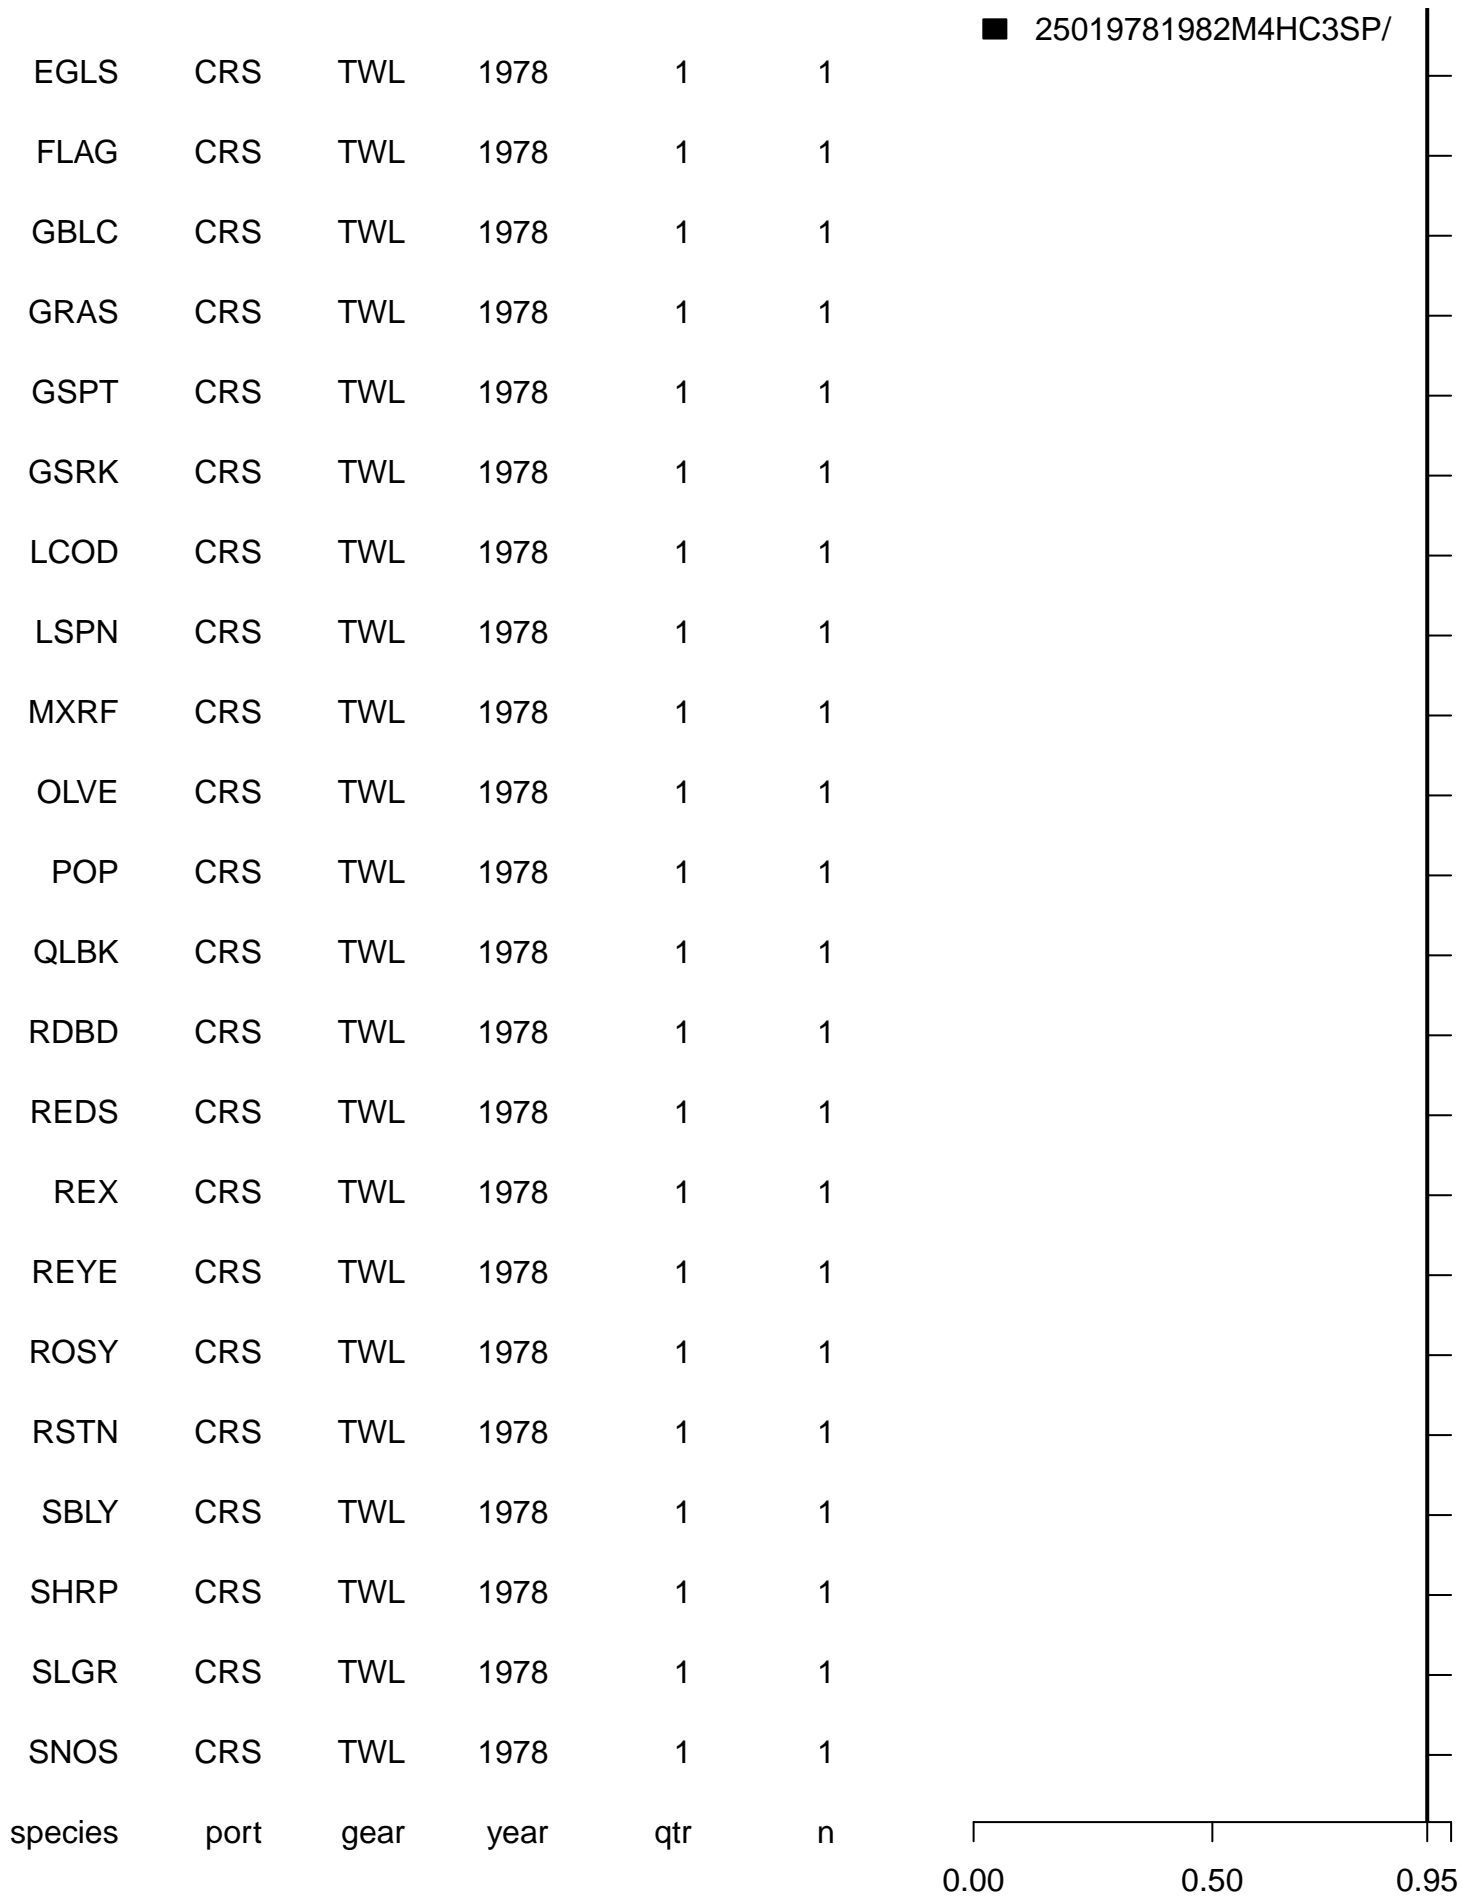 25019781982M4HC3SP/
EGLS CRS TWL 1978 1 1
FLAG CRS TWL 1978 1 1
GBLC CRS TWL 1978 1 1
GRAS CRS TWL 1978 1 1
GSPT CRS TWL 1978 1 1
GSRK CRS TWL 1978 1 1
LCOD CRS TWL 1978 1 1
LSPN CRS TWL 1978 1 1
MXRF CRS TWL 1978 1 1
OLVE CRS TWL 1978 1 1
POP CRS TWL 1978 1 1
QLBK CRS TWL 1978 1 1
RDBD CRS TWL 1978 1 1
REDS CRS TWL 1978 1 1
REX CRS TWL 1978 1 1
REYE CRS TWL 1978 1 1
ROSY CRS TWL 1978 1 1
RSTN CRS TWL 1978 1 1
SBLY CRS TWL 1978 1 1
SHRP CRS TWL 1978 1 1
SLGR CRS TWL 1978 1 1
SNOS CRS TWL 1978 1 1
species port gear year qtr n
0.00 0.50 0.95